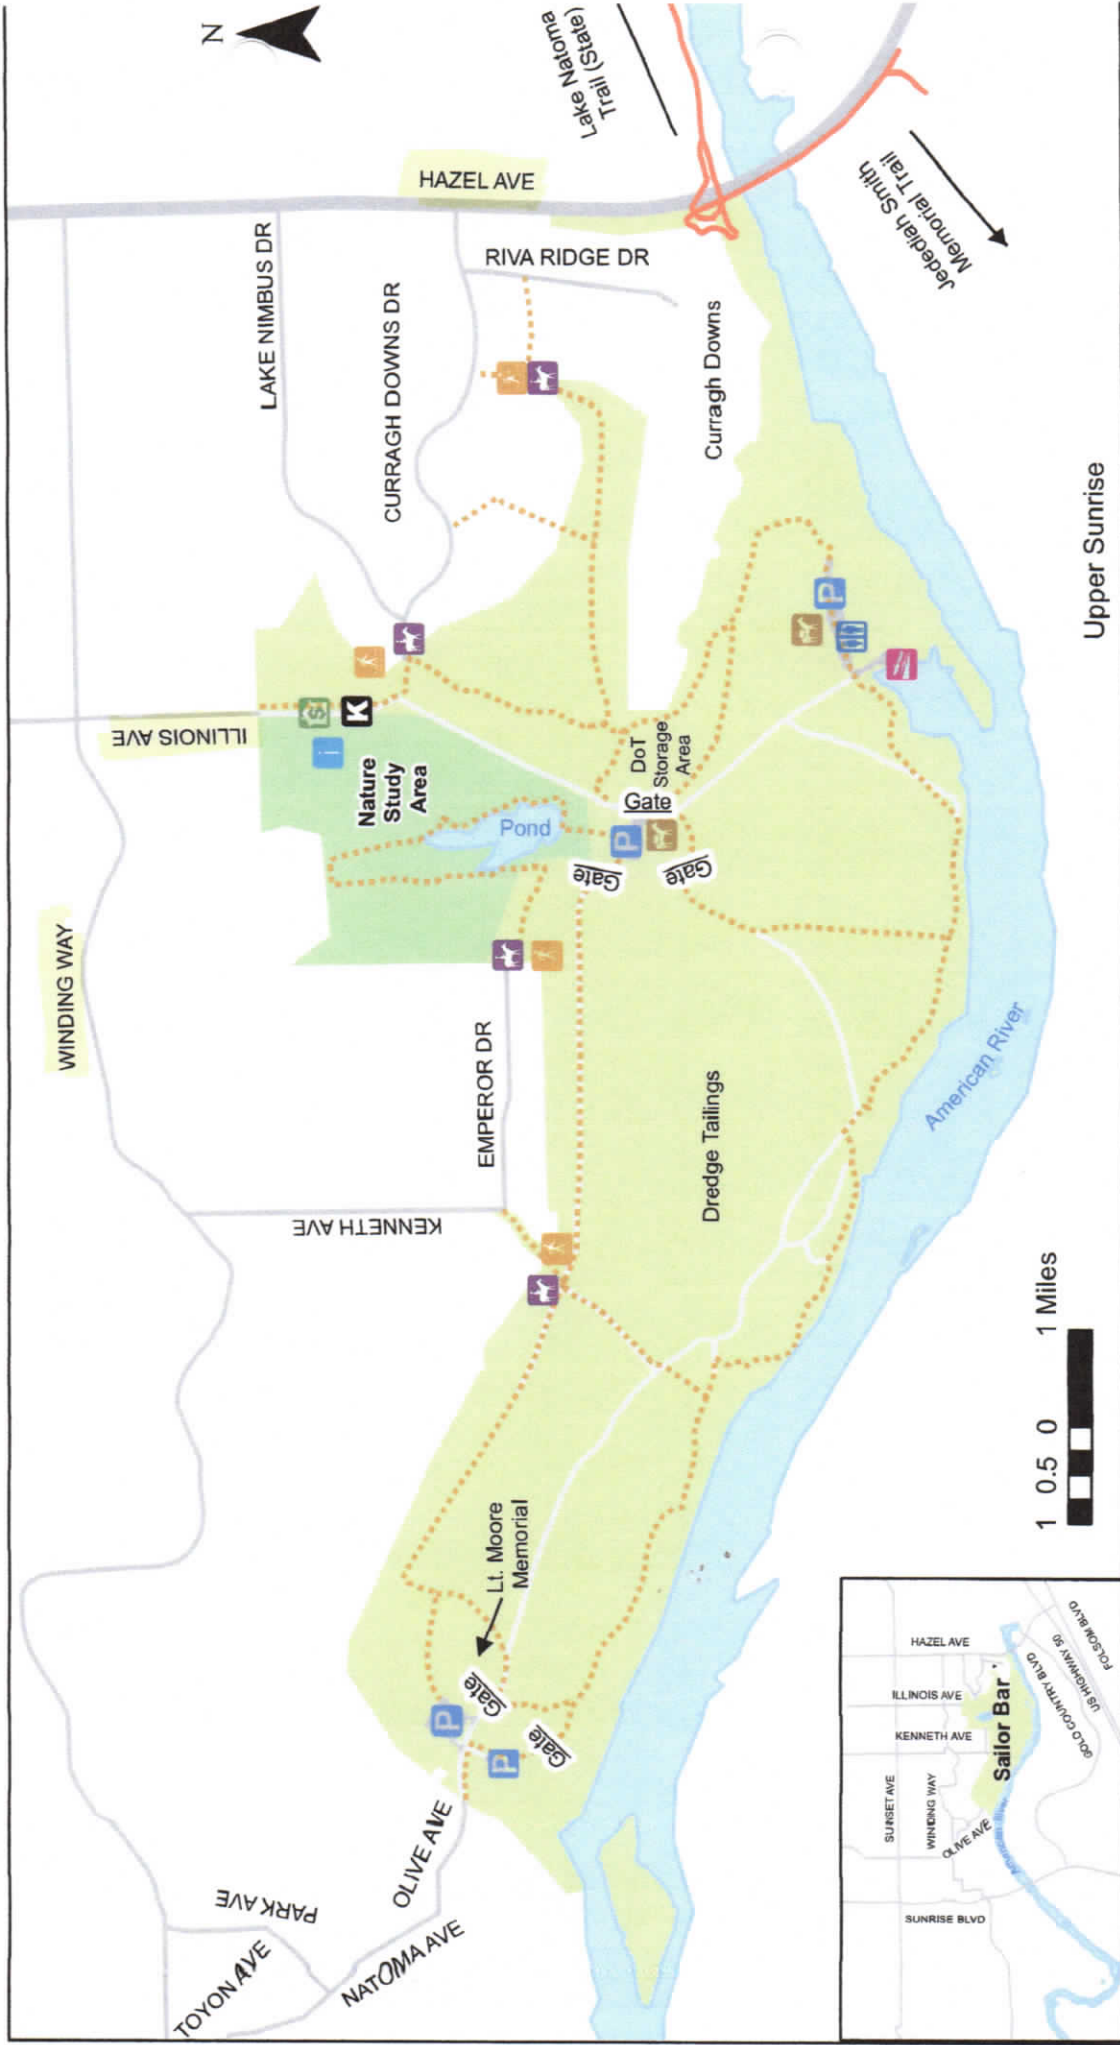 N
Lake Natoma
Trail (State)
HAZEL AVE
Jedediah Smith
Memorial Trail
LAKE NIMBUS DR
RIVA RIDGE DR
CURRAGH DOWNS DR
Curragh Downs
Upper Sunrise
ILLINOIS AVE
$
K
i
Nature
Study
Area
DoT
Storage
Area
P
Gate
Pond
P
Gate
Gate
WINDING WAY
EMPEROR DR
American River
Dredge Tailings
KENNETH AVE
1 0.5 0 1 Miles
Lt. Moore
Memorial
Gate
P
P
Gate
OLIVE AVE
PARK AVE
NATOMA AVE
TOYON AVE
HAZEL AVE
ILLINOIS AVE
KENNETH AVE
SUNSET AVE
WINDING WAY
OLIVE AVE
SUNRISE BLVD
Sailor Bar
American River
GOLD COUNTRY BLVD
US HIGHWAY 50
FOLSOM BLVD